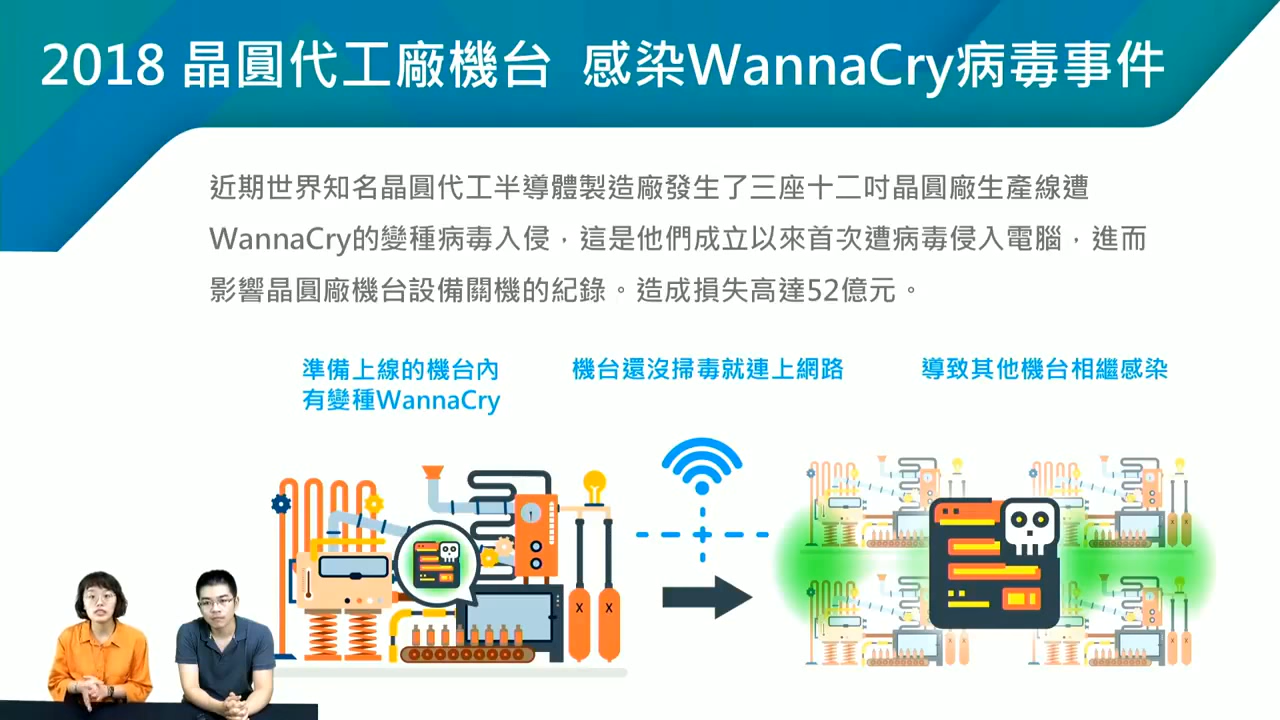 2018 晶圓代工廠機台 感染WannaCry病毒事件
近期世界知名晶圓代工半導體製造廠發生了三座十二吋晶圓廠生產線遭
WannaCry的變種病毒入侵，這是他們成立以來首次遭病毒侵入電腦，進而
影響晶圓廠機台設備關機的紀錄。造成損失高達52億元。
準備上線的機台內
有變種WannaCry
機台還沒掃毒就連上網路
導致其他機台相繼感染